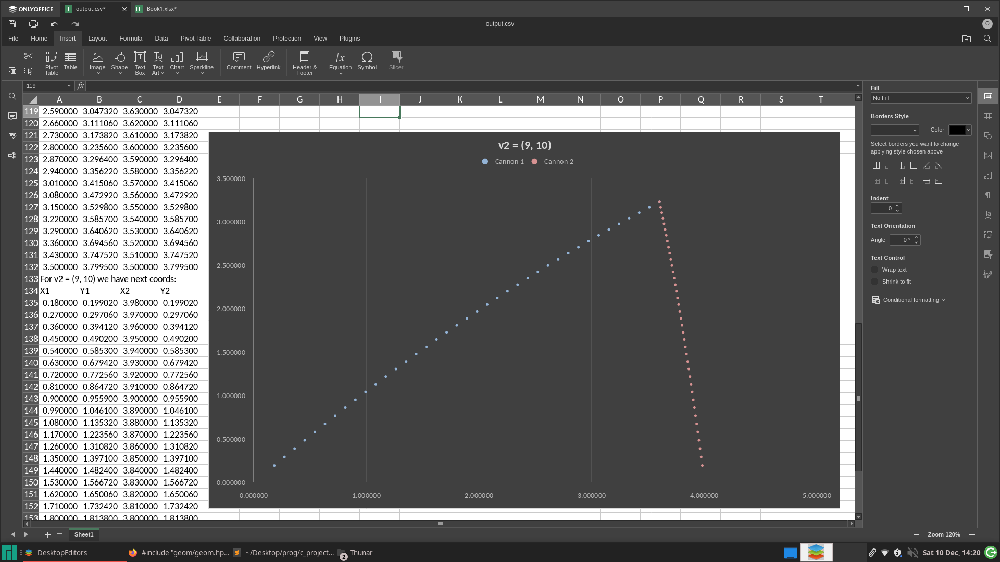 ONLYOFFICE output.csv* Book1.xlsx*
output.csv O
File Home Insert Layout Formula Data Pivot Table Collaboration Protection View Plugins
Pivot Table Table Image Shape Text Box Text Art Chart Sparkline Comment Hyperlink Header & Footer Equation Symbol Slicer
I119 fx
A B C D E F G H I J K L M N O P Q R S T
119 2.590000 3.047320 3.630000 3.047320
120 2.660000 3.111060 3.620000 3.111060
121 2.730000 3.173820 3.610000 3.173820
122 2.800000 3.235600 3.600000 3.235600
123 2.870000 3.296400 3.590000 3.296400
124 2.940000 3.356220 3.580000 3.356220
125 3.010000 3.415060 3.570000 3.415060
126 3.080000 3.472920 3.560000 3.472920
127 3.150000 3.529800 3.550000 3.529800
128 3.220000 3.585700 3.540000 3.585700
129 3.290000 3.640620 3.530000 3.640620
130 3.360000 3.694560 3.520000 3.694560
131 3.430000 3.747520 3.510000 3.747520
132 3.500000 3.799500 3.500000 3.799500
133 For v2 = (9, 10) we have next coords:
134 X1 Y1 X2 Y2
135 0.180000 0.199020 3.980000 0.199020
136 0.270000 0.297060 3.970000 0.297060
137 0.360000 0.394120 3.960000 0.394120
138 0.450000 0.490200 3.950000 0.490200
139 0.540000 0.585300 3.940000 0.585300
140 0.630000 0.679420 3.930000 0.679420
141 0.720000 0.772560 3.920000 0.772560
142 0.810000 0.864720 3.910000 0.864720
143 0.900000 0.955900 3.900000 0.955900
144 0.990000 1.046100 3.890000 1.046100
145 1.080000 1.135320 3.880000 1.135320
146 1.170000 1.223560 3.870000 1.223560
147 1.260000 1.310820 3.860000 1.310820
148 1.350000 1.397100 3.850000 1.397100
149 1.440000 1.482400 3.840000 1.482400
150 1.530000 1.566720 3.830000 1.566720
151 1.620000 1.650060 3.820000 1.650060
152 1.710000 1.732420 3.810000 1.732420
153 1.800000 1.813800 3.800000 1.813800
v2 = (9, 10)
Cannon 1 Cannon 2
3.500000
3.000000
2.500000
2.000000
1.500000
1.000000
0.500000
0.000000
0.000000 1.000000 2.000000 3.000000 4.000000 5.000000
Fill
No Fill
Borders Style
Color
Select borders you want to change
applying style chosen above
Indent
0
Text Orientation
Angle 0 °
Text Control
Wrap text
Shrink to fit
Conditional formatting
Sheet1 Zoom 120%
DesktopEditors #include "geom/geom.hp... ~/Desktop/prog/c_project... 2 Thunar Sat 10 Dec, 14:20